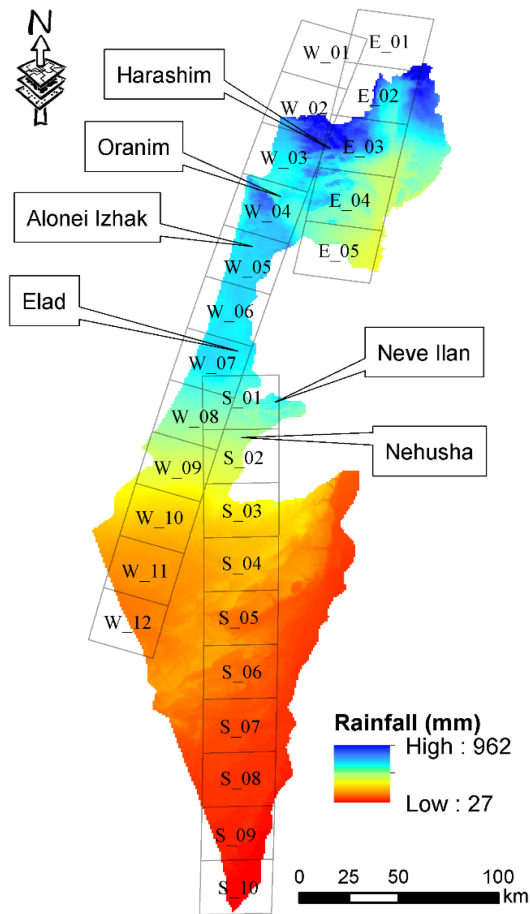 N
W_01
E_01
Harashim
W_02
E_02
Oranim
W_03
E_03
Alonei Izhak
W_04
E_04
W_05
E_05
Elad
W_06
W_07
Neve Ilan
W_08
S_01
Nehusha
W_09
S_02
W_10
S_03
W_11
S_04
W_12
S_05
S_06
S_07
Rainfall (mm)
High : 962
Low : 27
S_08
S_09
S_10
0 25 50 100
km